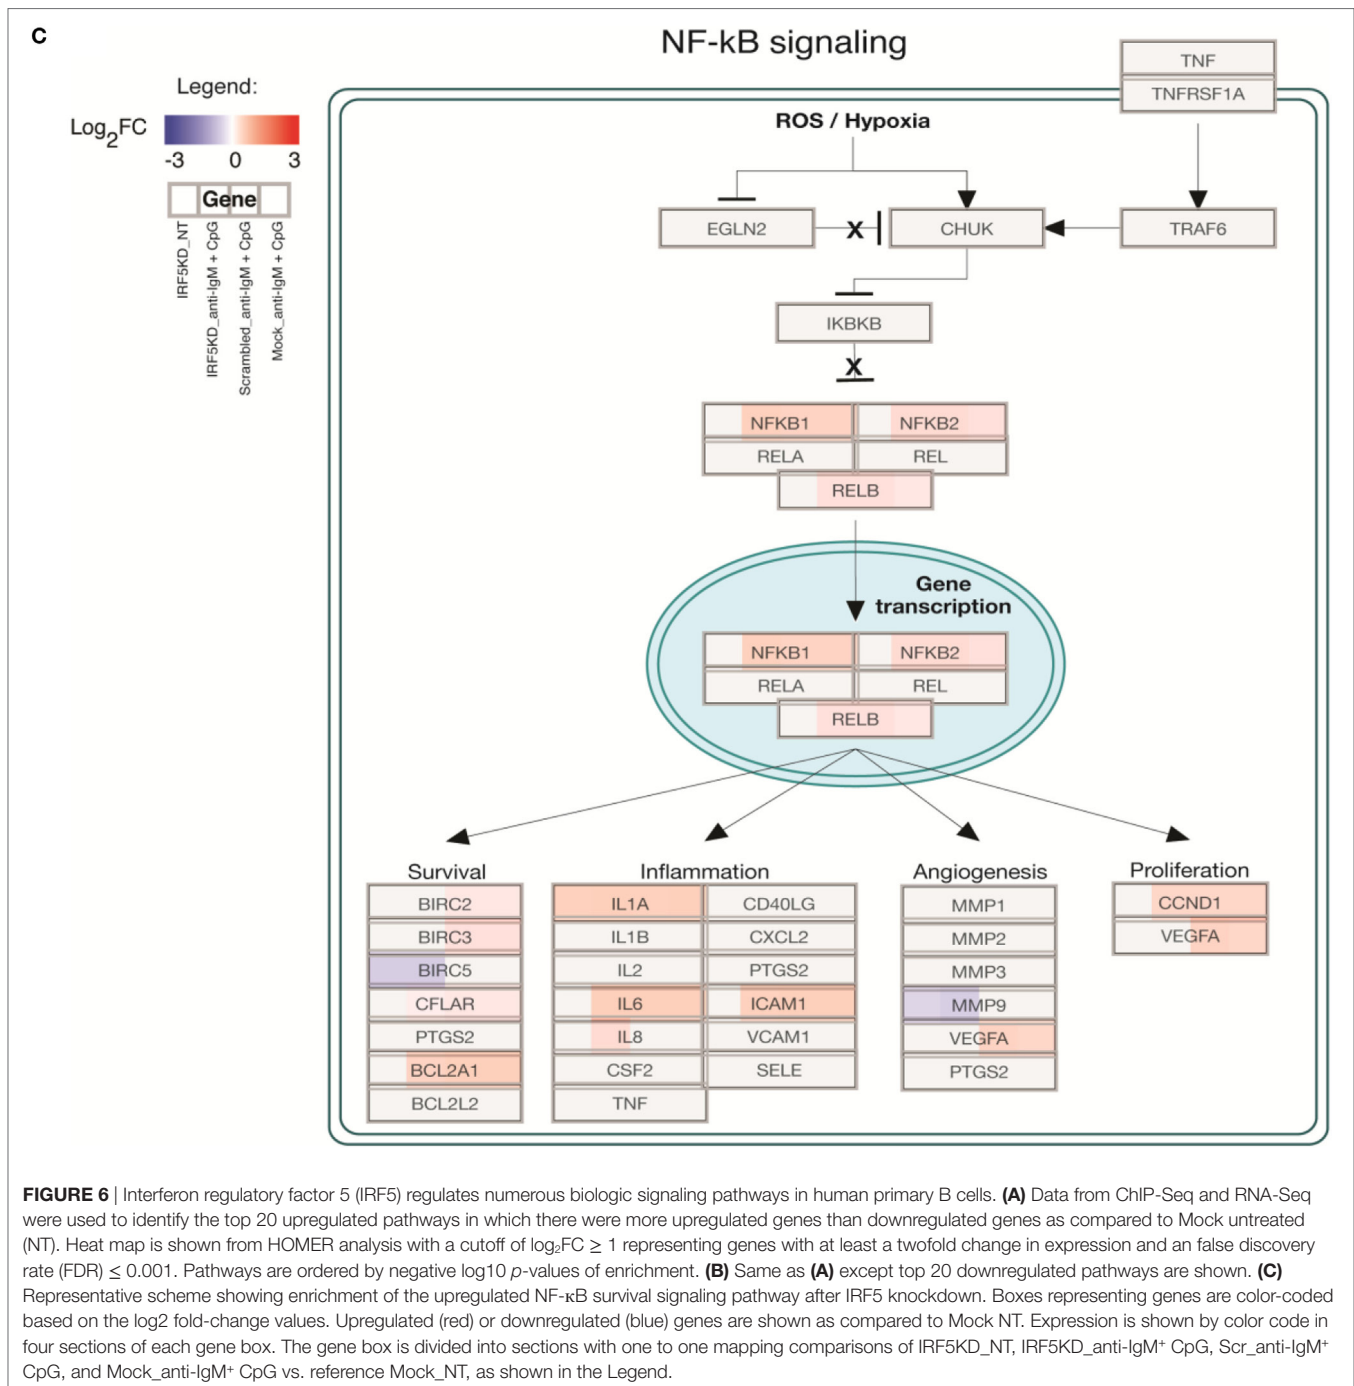 C
NF-kB signaling
Legend:
Log2FC
-3 0 3
Gene
IRF5KD_NT
IRF5KD_anti-IgM + CpG
Scrambled_anti-IgM + CpG
Mock_anti-IgM + CpG
TNF
TNFRSF1A
ROS / Hypoxia
EGLN2
X
CHUK
TRAF6
IKBKB
X
NFKB1 NFKB2
RELA REL
RELB
Gene
transcription
NFKB1 NFKB2
RELA REL
RELB
Survival
BIRC2
BIRC3
BIRC5
CFLAR
PTGS2
BCL2A1
BCL2L2
Inflammation
IL1A CD40LG
IL1B CXCL2
IL2 PTGS2
IL6 ICAM1
IL8 VCAM1
CSF2 SELE
TNF
Angiogenesis
MMP1
MMP2
MMP3
MMP9
VEGFA
PTGS2
Proliferation
CCND1
VEGFA
FIGURE 6 | Interferon regulatory factor 5 (IRF5) regulates numerous biologic signaling pathways in human primary B cells. (A) Data from ChIP-Seq and RNA-Seq
were used to identify the top 20 upregulated pathways in which there were more upregulated genes than downregulated genes as compared to Mock untreated
(NT). Heat map is shown from HOMER analysis with a cutoff of log₂FC ≥ 1 representing genes with at least a twofold change in expression and an false discovery
rate (FDR) ≤ 0.001. Pathways are ordered by negative log10 p-values of enrichment. (B) Same as (A) except top 20 downregulated pathways are shown. (C)
Representative scheme showing enrichment of the upregulated NF-κB survival signaling pathway after IRF5 knockdown. Boxes representing genes are color-coded
based on the log2 fold-change values. Upregulated (red) or downregulated (blue) genes are shown as compared to Mock NT. Expression is shown by color code in
four sections of each gene box. The gene box is divided into sections with one to one mapping comparisons of IRF5KD_NT, IRF5KD_anti-IgM⁺ CpG, Scr_anti-IgM⁺
CpG, and Mock_anti-IgM⁺ CpG vs. reference Mock_NT, as shown in the Legend.